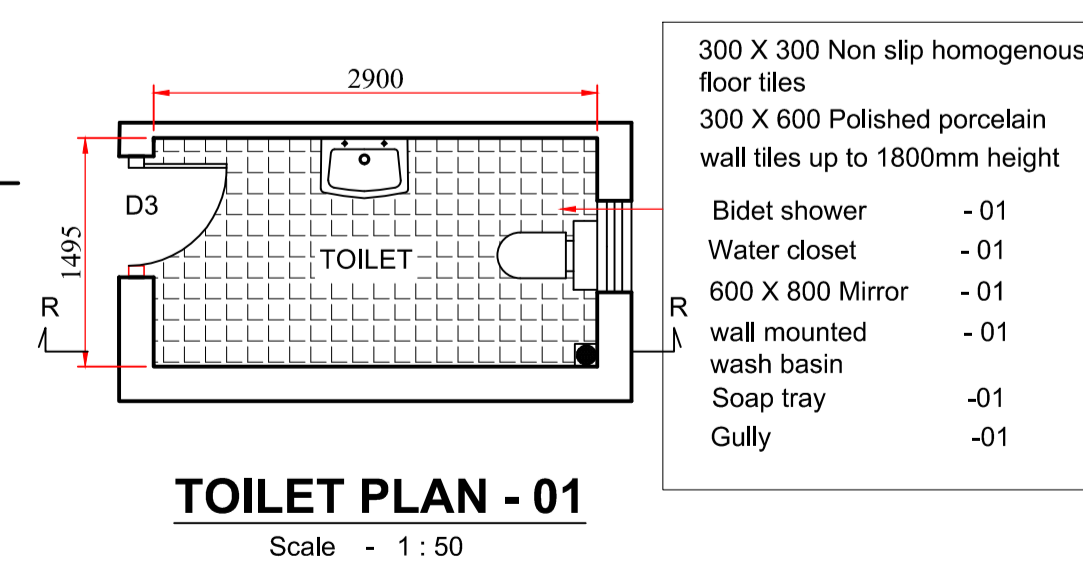 2900
1495
D3
TOILET
R
R
300 X 300 Non slip homogenous
floor tiles
300 X 600 Polished porcelain
wall tiles up to 1800mm height
Bidet shower - 01
Water closet - 01
600 X 800 Mirror - 01
wall mounted - 01
wash basin
Soap tray -01
Gully -01
TOILET PLAN - 01
Scale - 1 : 50